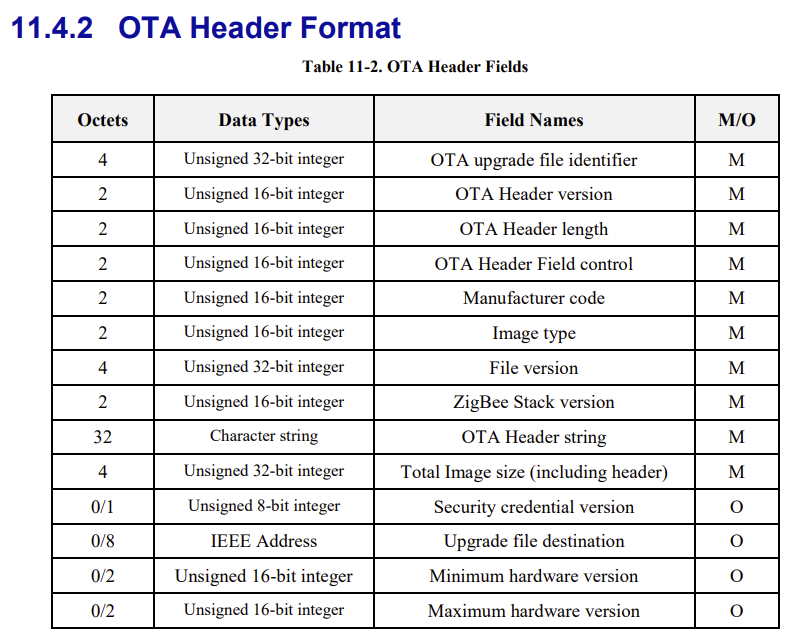 11.4.2 OTA Header Format
Table 11-2. OTA Header Fields
Octets Data Types Field Names M/O
4 Unsigned 32-bit integer OTA upgrade file identifier M
2 Unsigned 16-bit integer OTA Header version M
2 Unsigned 16-bit integer OTA Header length M
2 Unsigned 16-bit integer OTA Header Field control M
2 Unsigned 16-bit integer Manufacturer code M
2 Unsigned 16-bit integer Image type M
4 Unsigned 32-bit integer File version M
2 Unsigned 16-bit integer ZigBee Stack version M
32 Character string OTA Header string M
4 Unsigned 32-bit integer Total Image size (including header) M
0/1 Unsigned 8-bit integer Security credential version O
0/8 IEEE Address Upgrade file destination O
0/2 Unsigned 16-bit integer Minimum hardware version O
0/2 Unsigned 16-bit integer Maximum hardware version O